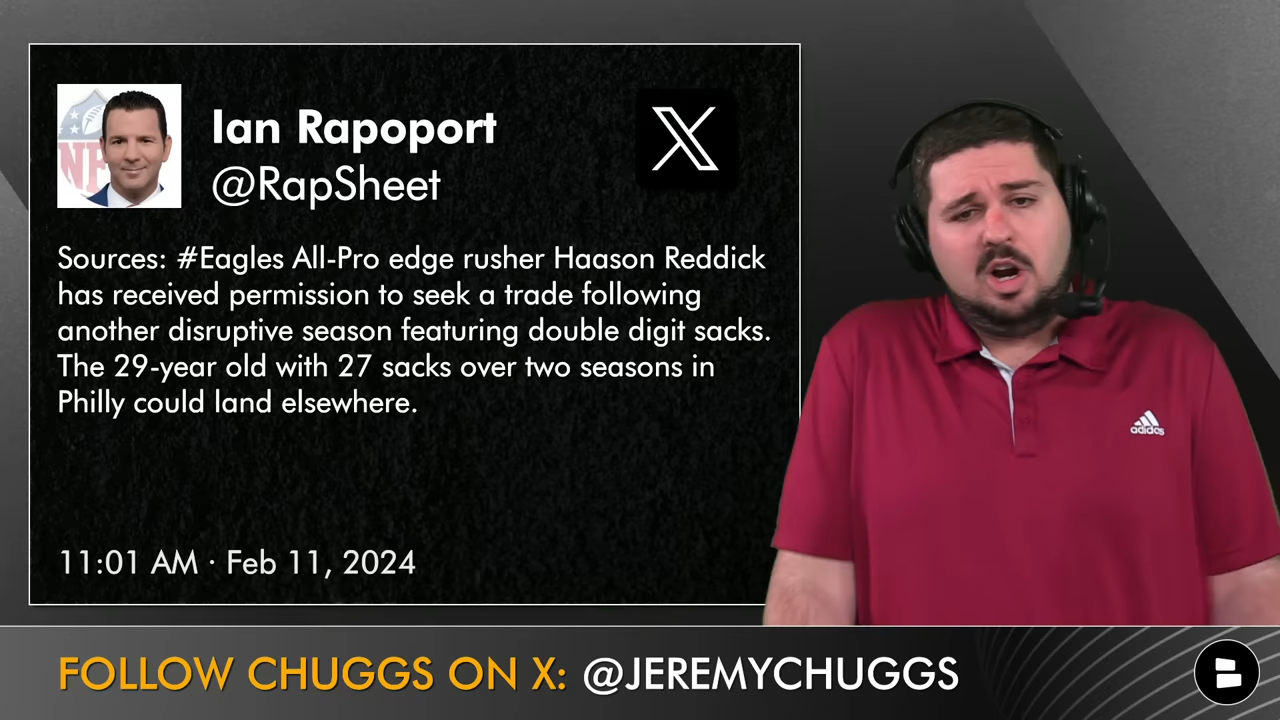 Ian Rapoport
@RapSheet
Sources: #Eagles All-Pro edge rusher Haason Reddick
has received permission to seek a trade following
another disruptive season featuring double digit sacks.
The 29-year old with 27 sacks over two seasons in
Philly could land elsewhere.
11:01 AM · Feb 11, 2024
adidas
FOLLOW CHUGGS ON X: @JEREMYCHUGGS